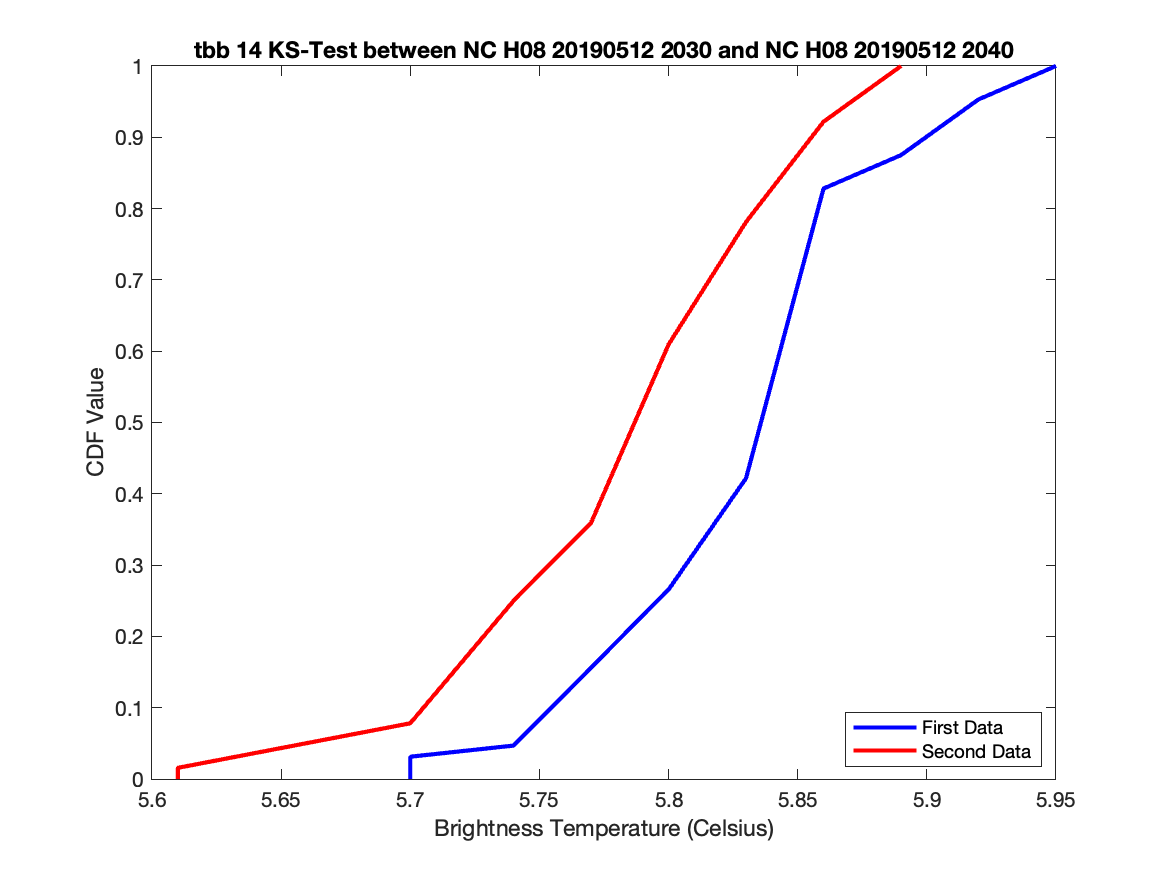 tbb 14 KS-Test between NC H08 20190512 2030 and NC H08 20190512 2040
1
0.9
0.8
0.7
0.6
0.5
0.4
0.3
0.2
0.1
0
CDF Value
5.6 5.65 5.7 5.75 5.8 5.85 5.9 5.95
Brightness Temperature (Celsius)
First Data
Second Data